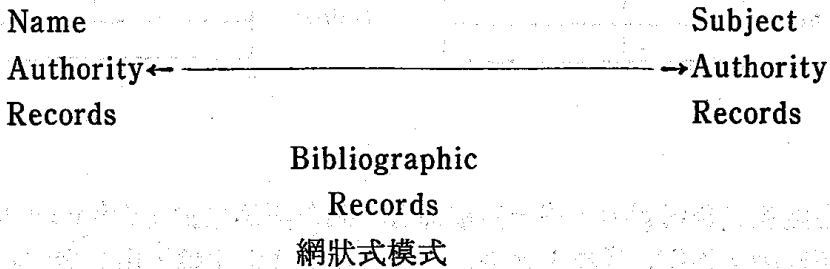 Name
Authority
Records
Subject
Authority
Records
Bibliographic
Records
網狀式模式